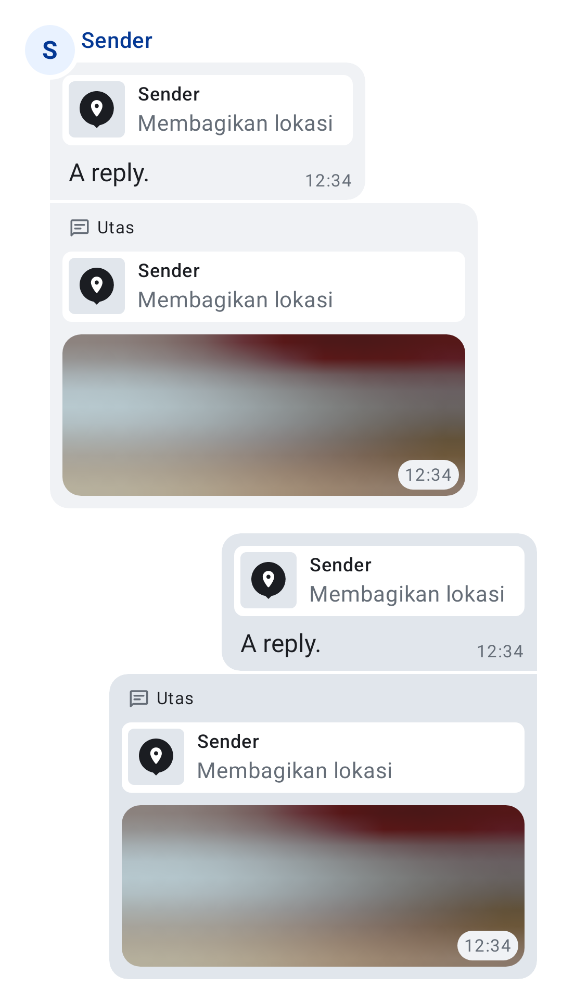 S
Sender
Sender
Membagikan lokasi
A reply.
12:34
Utas
Sender
Membagikan lokasi
12:34
Sender
Membagikan lokasi
A reply.
12:34
Utas
Sender
Membagikan lokasi
12:34